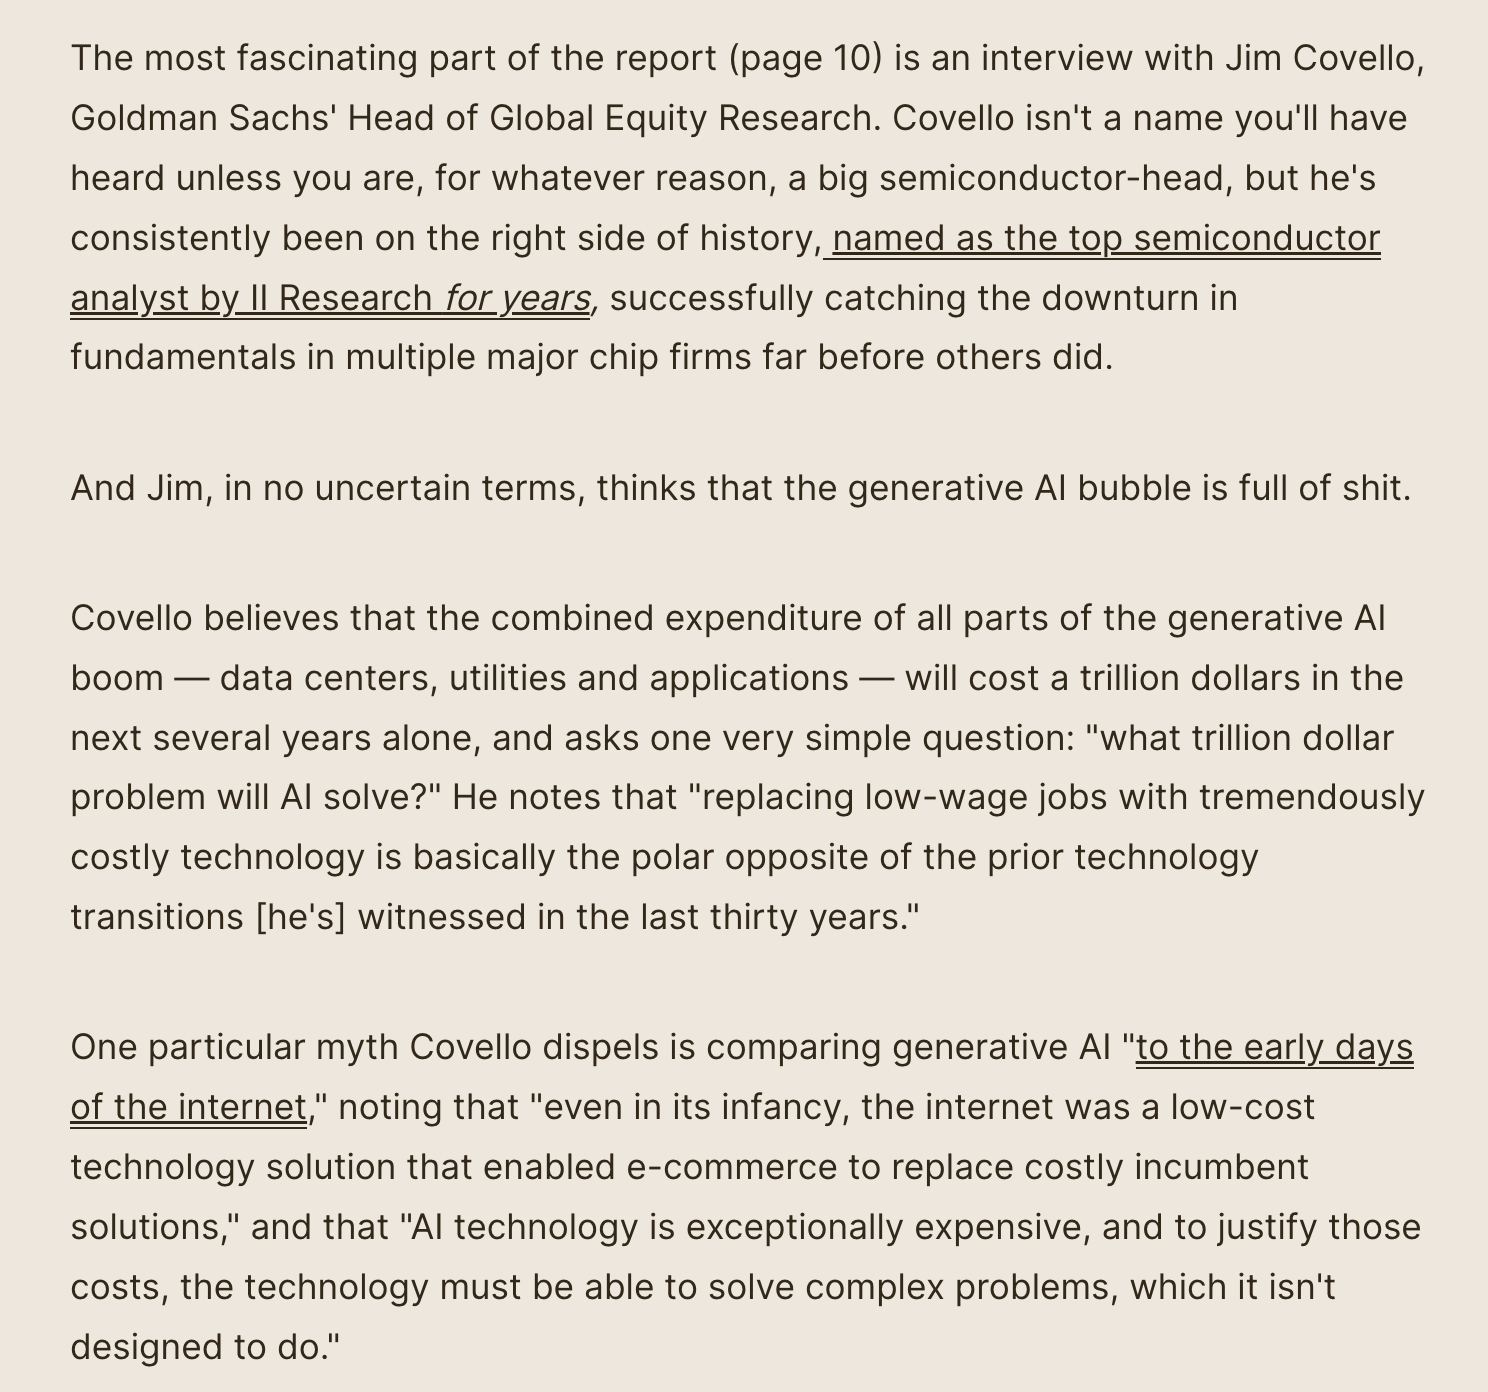 The most fascinating part of the report (page 10) is an interview with Jim Covello,
Goldman Sachs' Head of Global Equity Research. Covello isn't a name you'll have
heard unless you are, for whatever reason, a big semiconductor-head, but he's
consistently been on the right side of history, named as the top semiconductor
analyst by II Research for years, successfully catching the downturn in
fundamentals in multiple major chip firms far before others did.
And Jim, in no uncertain terms, thinks that the generative AI bubble is full of shit.
Covello believes that the combined expenditure of all parts of the generative AI
boom — data centers, utilities and applications — will cost a trillion dollars in the
next several years alone, and asks one very simple question: "what trillion dollar
problem will AI solve?" He notes that "replacing low-wage jobs with tremendously
costly technology is basically the polar opposite of the prior technology
transitions [he's] witnessed in the last thirty years."
One particular myth Covello dispels is comparing generative AI "to the early days
of the internet," noting that "even in its infancy, the internet was a low-cost
technology solution that enabled e-commerce to replace costly incumbent
solutions," and that "AI technology is exceptionally expensive, and to justify those
costs, the technology must be able to solve complex problems, which it isn't
designed to do."